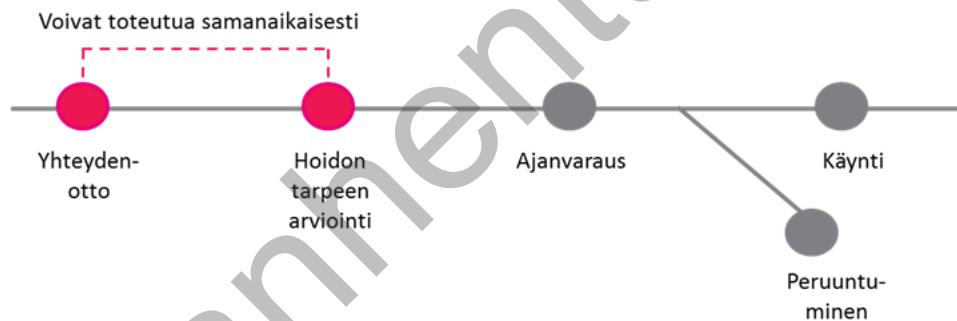 Voivat toteutua samanaikaisesti
Yhteyden-
otto
Hoidon
tarpeen
arviointi
Ajanvaraus
Käynti
Peruuntu-
minen